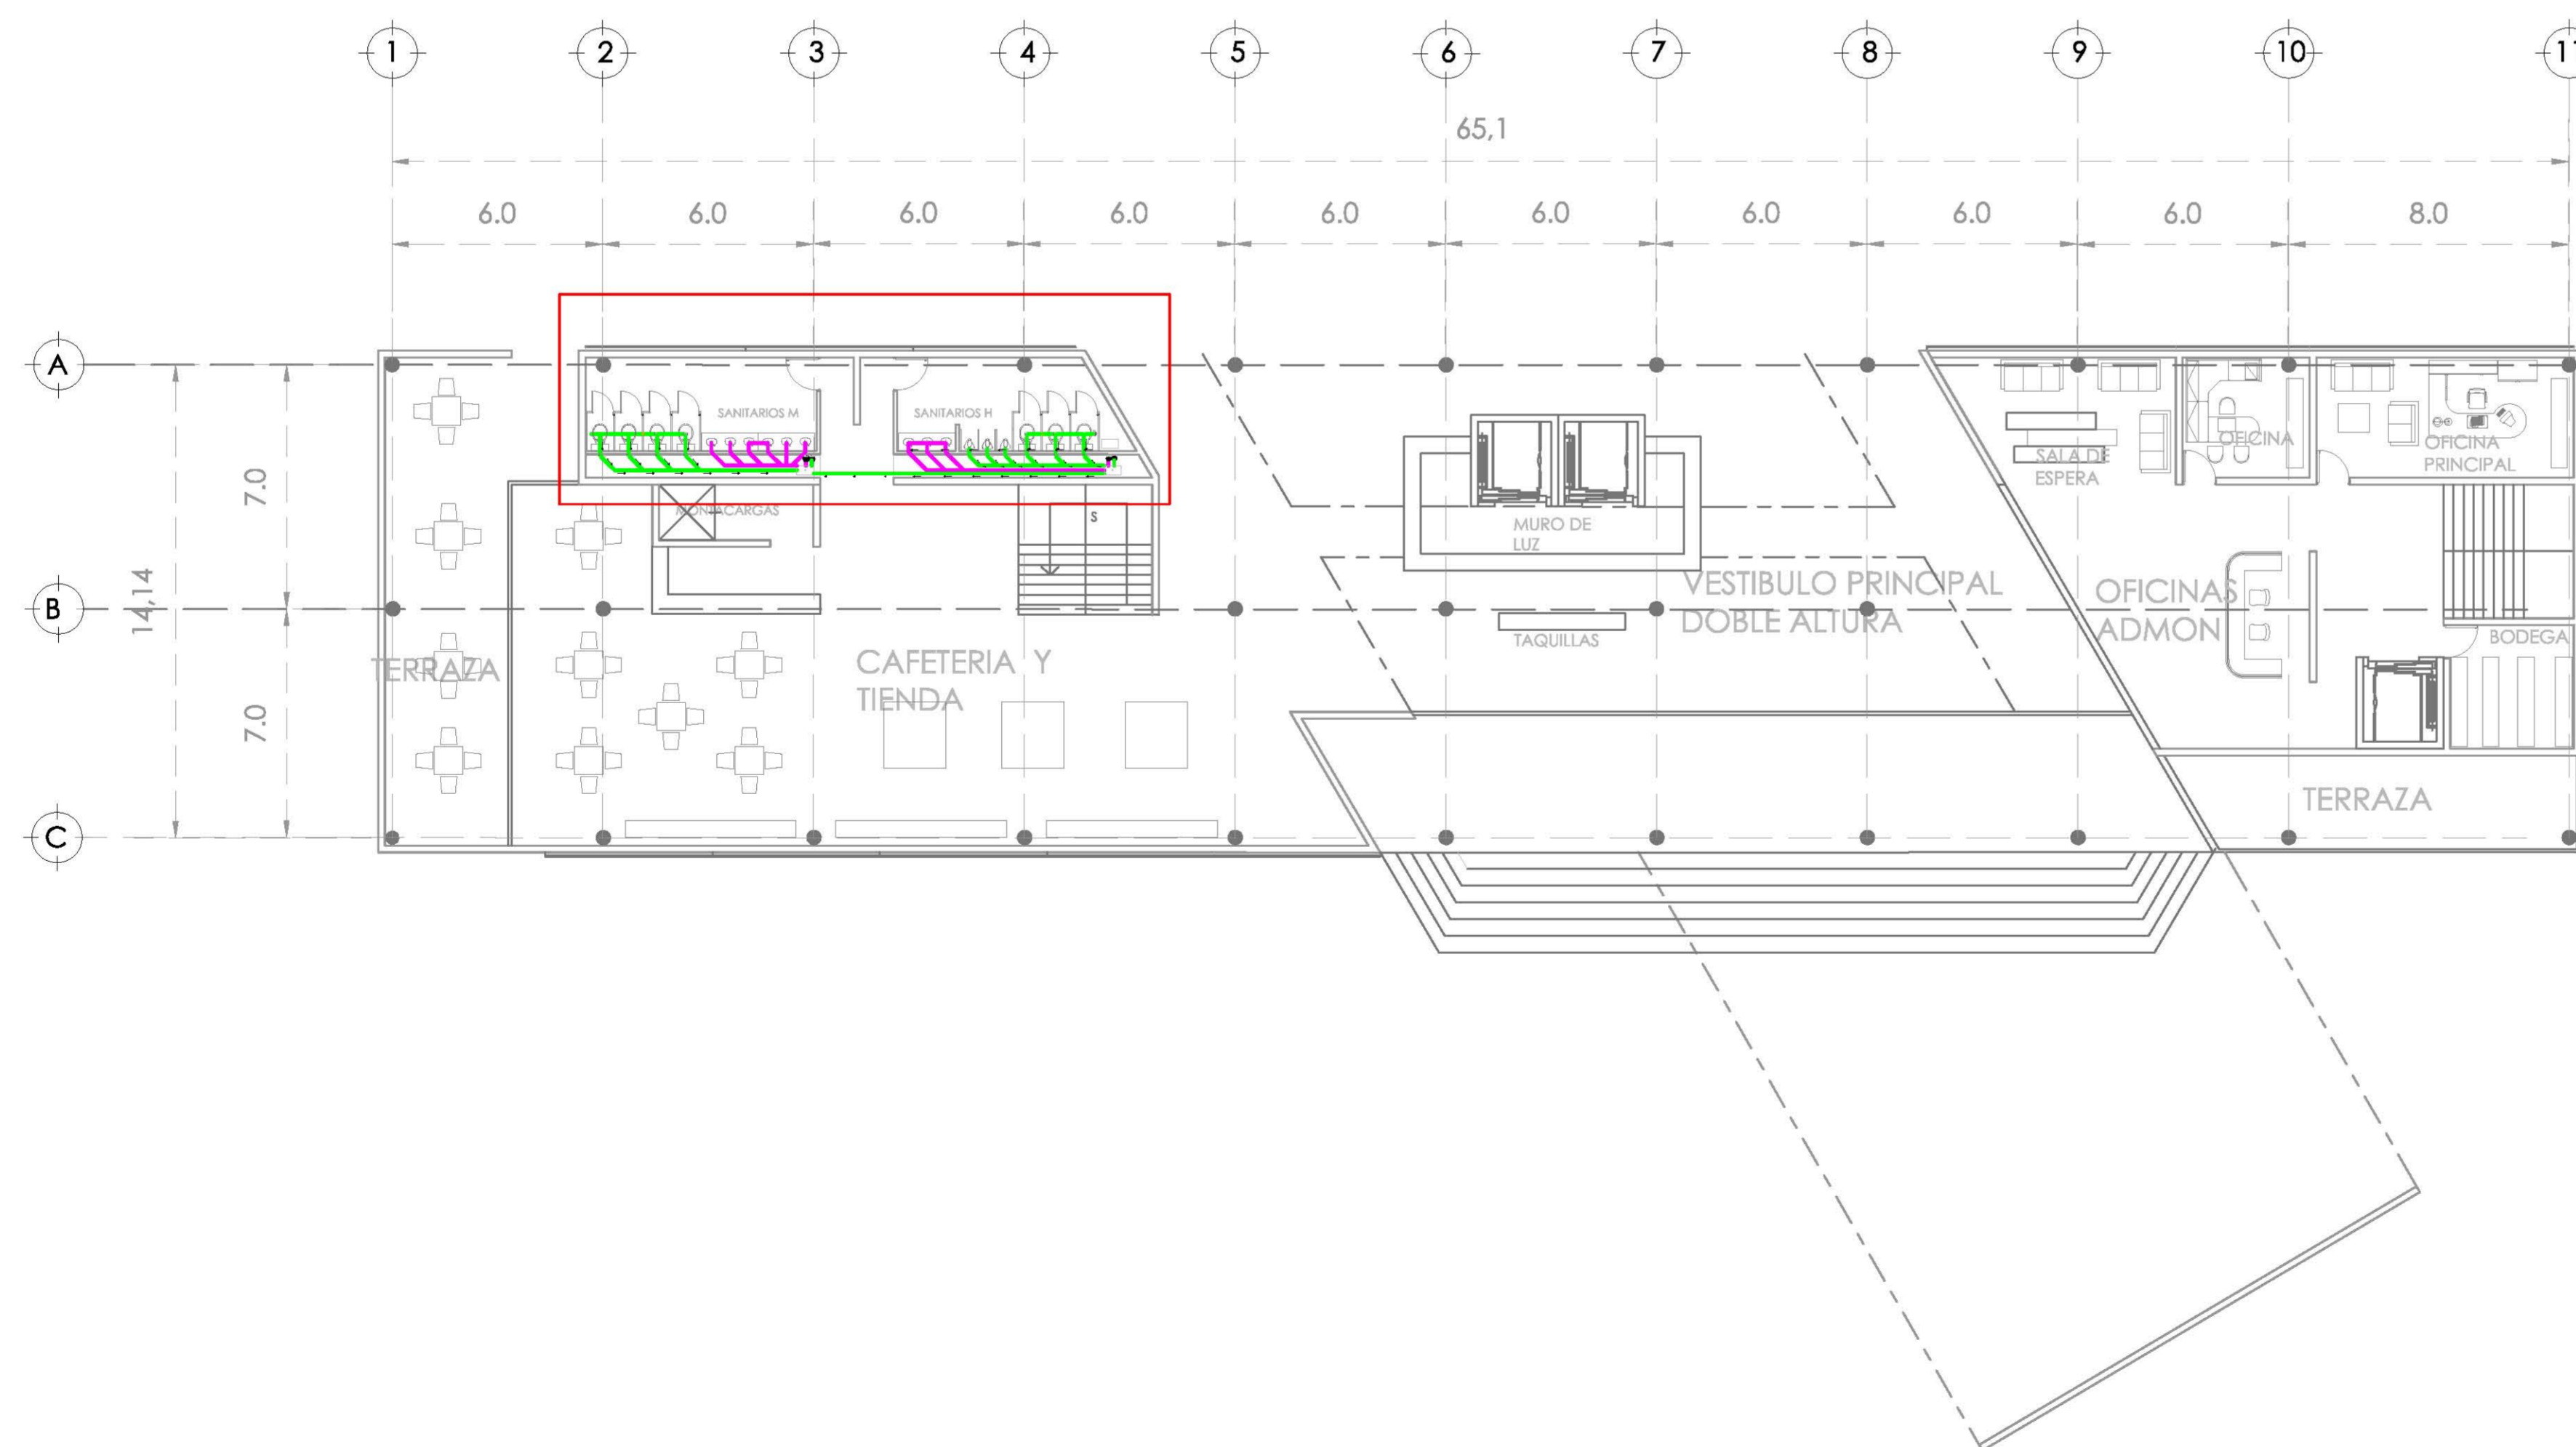 1 2 3 4 5 6 7 8 9 10 11
65,1
6.0 6.0 6.0 6.0 6.0 6.0 6.0 6.0 6.0 8.0
A
SANITARIOS M
SANITARIOS H
OFICINA
OFICINA
PRINCIPAL
SALA DE
ESPERA
7.0
MONTACARGAS
S
MURO DE
LUZ
14,14
B
VESTIBULO PRINCIPAL
DOBLE ALTURA
OFICINAS
ADMON
TAQUILLAS
BODEGA
TERRAZA
CAFETERIA Y
TIENDA
7.0
TERRAZA
C